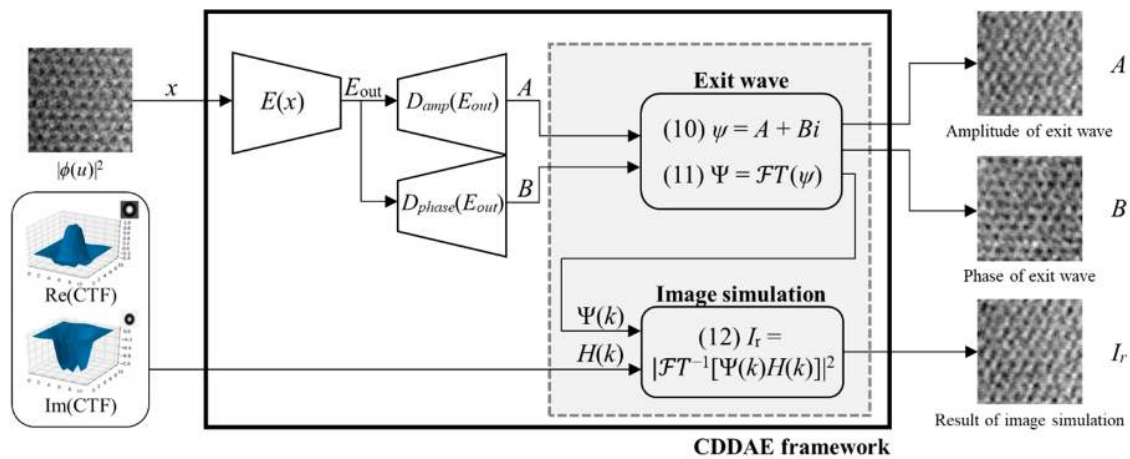 x
E(x)
E_out
D_amp(E_out)
A
D_phase(E_out)
B
|ϕ(u)|²
Exit wave
(10) ψ = A + Bi
(11) Ψ = ℱT(ψ)
Amplitude of exit wave
A
Phase of exit wave
B
Re(CTF)
Im(CTF)
Image simulation
Ψ(k)
H(k)
(12) I_r =
|ℱT⁻¹[Ψ(k)H(k)]|²
Result of image simulation
I_r
CDDAE framework